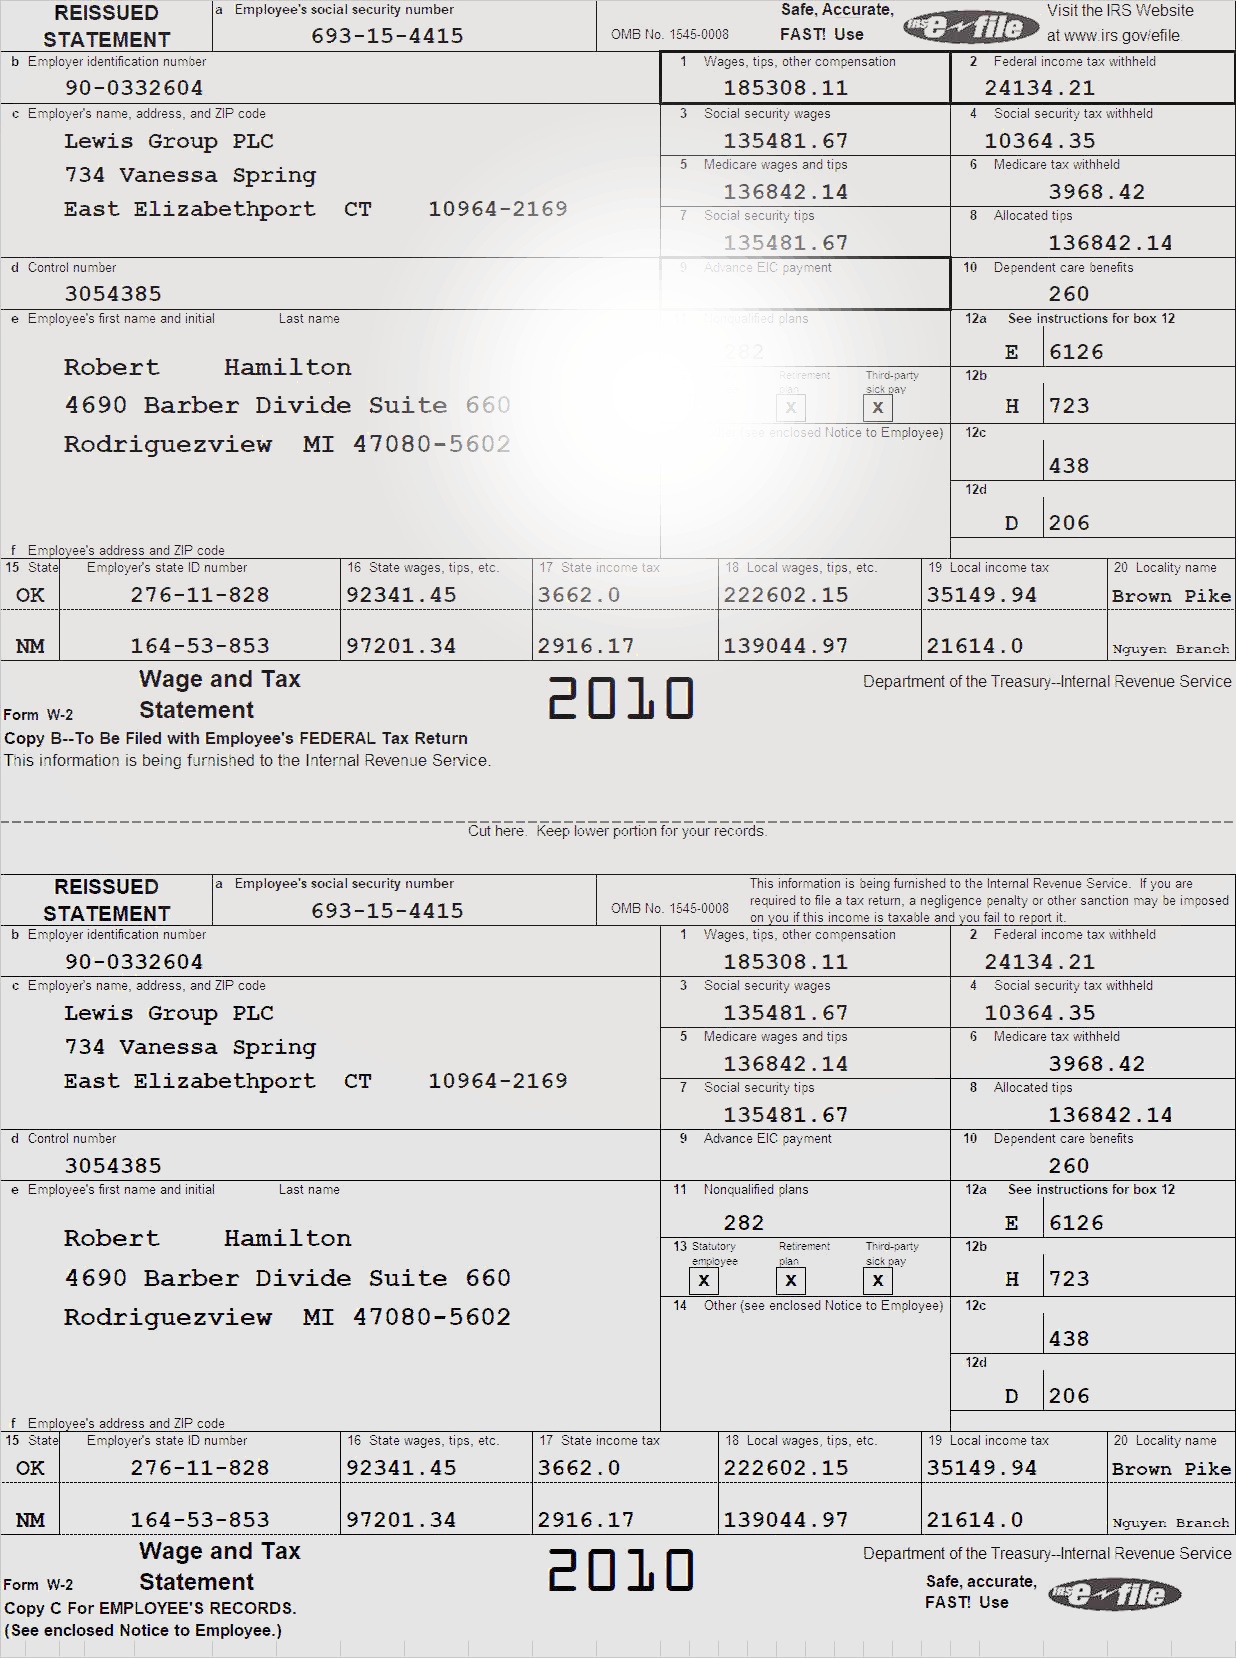 REISSUED STATEMENT
a Employee's social security number
693-15-4415
OMB No. 1545-0008
Safe, Accurate, FAST! Use
IRS e-file
Visit the IRS Website at www.irs.gov/efile
b Employer identification number
90-0332604
1 Wages, tips, other compensation
185308.11
2 Federal income tax withheld
24134.21
c Employer's name, address, and ZIP code
Lewis Group PLC
734 Vanessa Spring
East Elizabethport CT 10964-2169
3 Social security wages
135481.67
4 Social security tax withheld
10364.35
5 Medicare wages and tips
136842.14
6 Medicare tax withheld
3968.42
7 Social security tips
135481.67
8 Allocated tips
136842.14
d Control number
3054385
9 Advance EIC payment
10 Dependent care benefits
260
e Employee's first name and initial Last name
Robert Hamilton
4690 Barber Divide Suite 660
Rodriguezview MI 47080-5602
plans
282
12a See instructions for box 12
E 6126
Retirement plan
X
Third-party sick pay
X
12b
H 723
enclosed Notice to Employee)
12c
438
12d
D 206
f Employee's address and ZIP code
15 State Employer's state ID number 16 State wages, tips, etc. 17 State income tax 18 Local wages, tips, etc. 19 Local income tax 20 Locality name
OK 276-11-828 92341.45 3662.0 222602.15 35149.94 Brown Pike
NM 164-53-853 97201.34 2916.17 139044.97 21614.0 Nguyen Branch
Form W-2 Wage and Tax Statement
2010
Department of the Treasury--Internal Revenue Service
Copy B--To Be Filed with Employee's FEDERAL Tax Return
This information is being furnished to the Internal Revenue Service.
Cut here. Keep lower portion for your records.
REISSUED STATEMENT
a Employee's social security number
693-15-4415
OMB No. 1545-0008
This information is being furnished to the Internal Revenue Service. If you are
required to file a tax return, a negligence penalty or other sanction may be imposed
on you if this income is taxable and you fail to report it.
b Employer identification number
90-0332604
1 Wages, tips, other compensation
185308.11
2 Federal income tax withheld
24134.21
c Employer's name, address, and ZIP code
Lewis Group PLC
734 Vanessa Spring
East Elizabethport CT 10964-2169
3 Social security wages
135481.67
4 Social security tax withheld
10364.35
5 Medicare wages and tips
136842.14
6 Medicare tax withheld
3968.42
7 Social security tips
135481.67
8 Allocated tips
136842.14
d Control number
3054385
9 Advance EIC payment
10 Dependent care benefits
260
e Employee's first name and initial Last name
Robert Hamilton
4690 Barber Divide Suite 660
Rodriguezview MI 47080-5602
11 Nonqualified plans
282
12a See instructions for box 12
E 6126
13 Statutory employee
X
Retirement plan
X
Third-party sick pay
X
12b
H 723
14 Other (see enclosed Notice to Employee)
12c
438
12d
D 206
f Employee's address and ZIP code
15 State Employer's state ID number 16 State wages, tips, etc. 17 State income tax 18 Local wages, tips, etc. 19 Local income tax 20 Locality name
OK 276-11-828 92341.45 3662.0 222602.15 35149.94 Brown Pike
NM 164-53-853 97201.34 2916.17 139044.97 21614.0 Nguyen Branch
Form W-2 Wage and Tax Statement
2010
Department of the Treasury--Internal Revenue Service
Safe, accurate, FAST! Use
IRS e-file
Copy C For EMPLOYEE'S RECORDS.
(See enclosed Notice to Employee.)